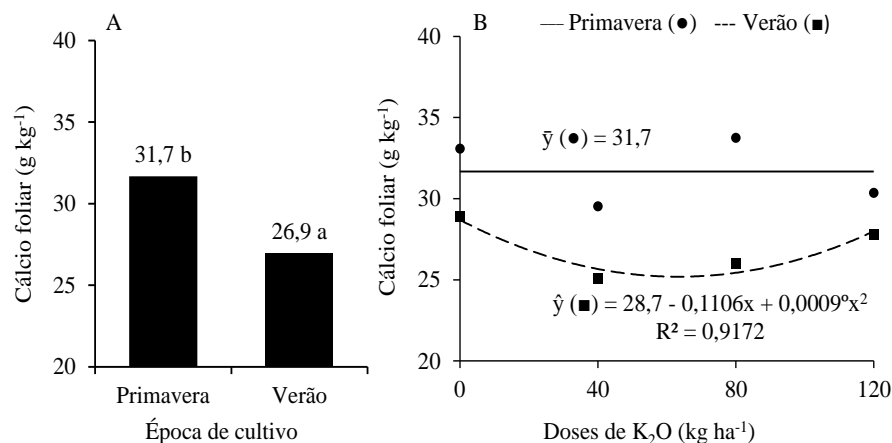 A
Cálcio foliar (g kg-1)
40
35
30
25
20
31,7 b
26,9 a
Primavera
Verão
Época de cultivo
B
Primavera (●)
Verão (■)
Cálcio foliar (g kg-1)
40
35
30
25
20
ȳ (●) = 31,7
ŷ (■) = 28,7 - 0,1106x + 0,0009ºx²
R² = 0,9172
0
40
80
120
Doses de K₂O (kg ha-1)